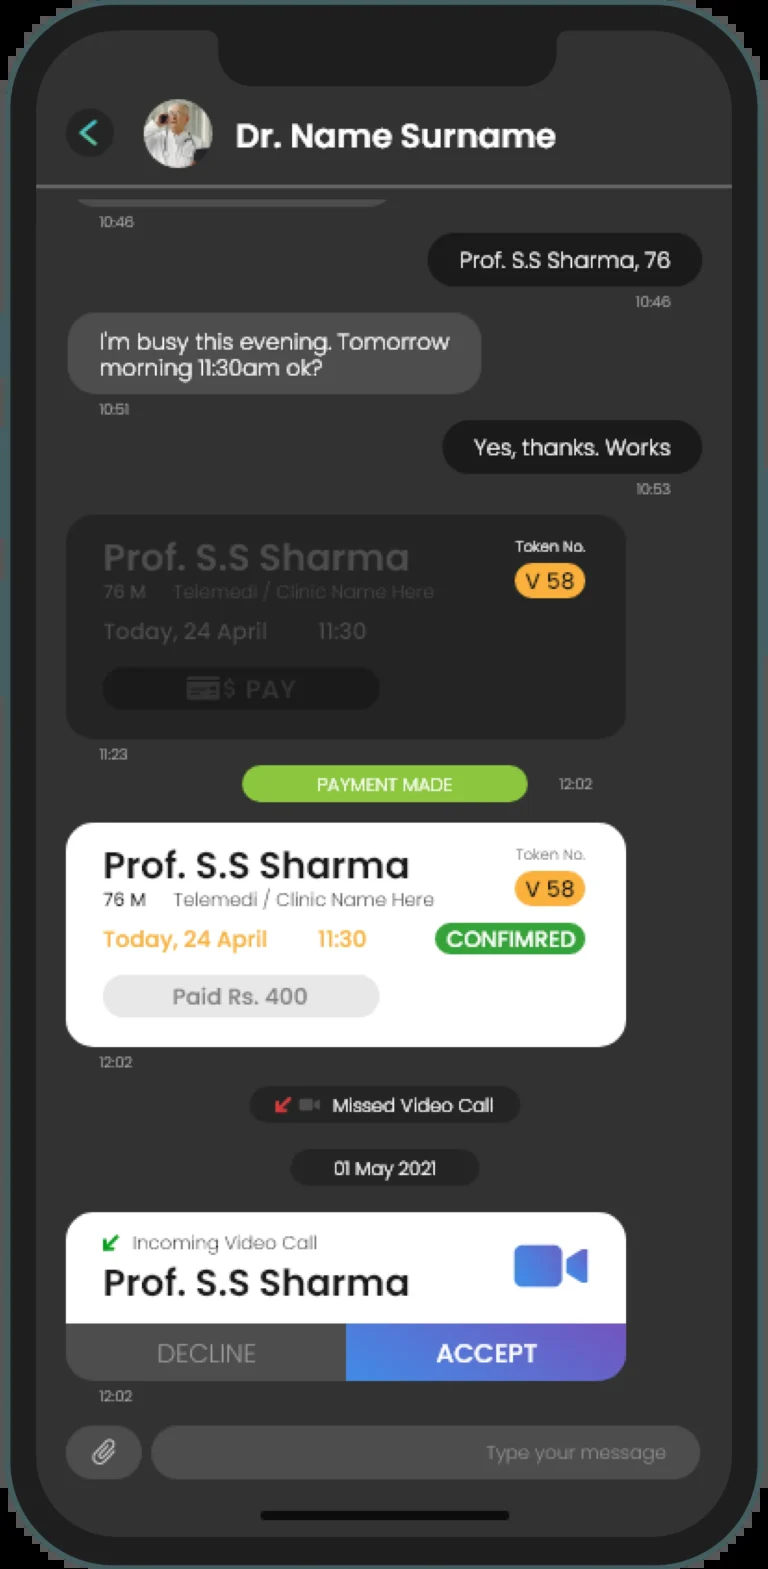 Dr. Name Surname
10:46
Prof. S.S Sharma, 76
10:46
I'm busy this evening. Tomorrow
morning 11:30am ok?
10:51
Yes, thanks. Works
10:53
Prof. S.S Sharma
Token No.
76 M Telemedi / Clinic Name Here
V 58
Today, 24 April 11:30
$ PAY
11:23
PAYMENT MADE 12:02
Prof. S.S Sharma
Token No.
76 M Telemedi / Clinic Name Here
V 58
Today, 24 April 11:30 CONFIMRED
Paid Rs. 400
12:02
Missed Video Call
01 May 2021
Incoming Video Call
Prof. S.S Sharma
DECLINE ACCEPT
12:02
Type your message